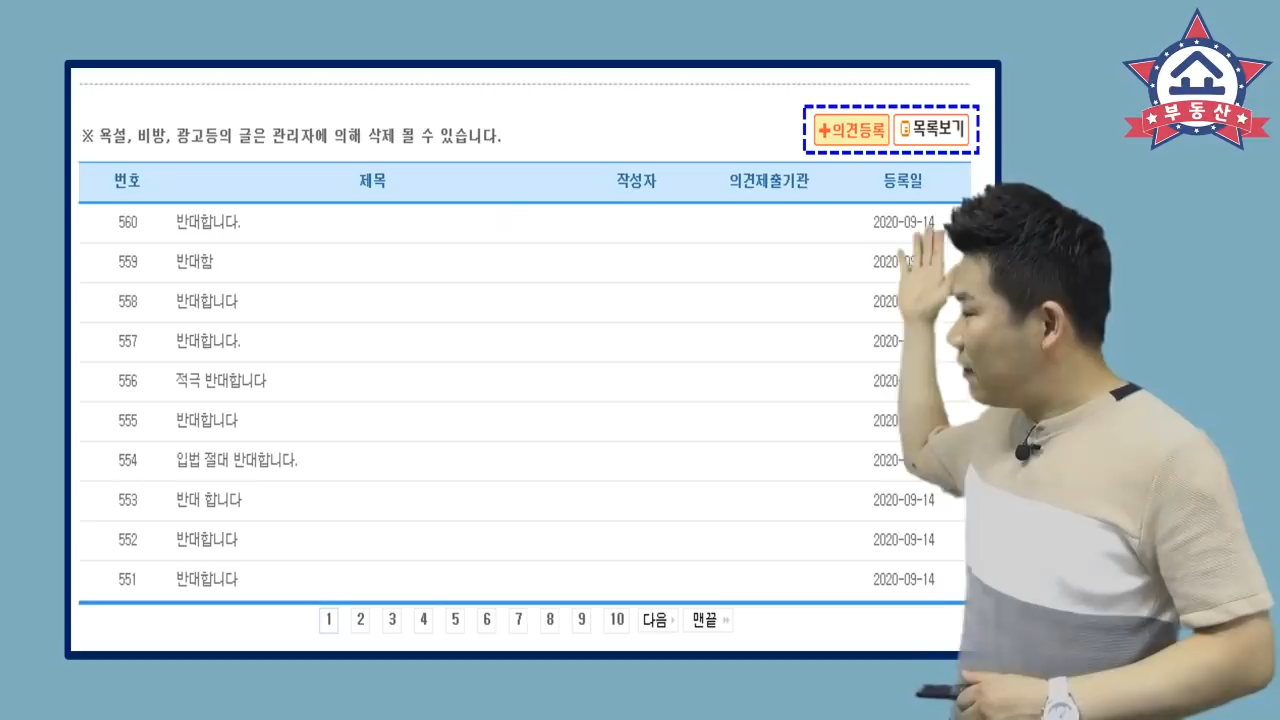 부동산
※ 욕설, 비방, 광고등의 글은 관리자에 의해 삭제 될 수 있습니다.
+의견등록 목록보기
번호 제목 작성자 의견제출기관 등록일
560 반대합니다. 2020-09-14
559 반대함 2020
558 반대합니다 2020
557 반대합니다. 2020-
556 적극 반대합니다 2020
555 반대합니다 2020
554 입법 절대 반대합니다. 2020-
553 반대 합니다 2020-09-14
552 반대합니다 2020-09-14
551 반대합니다 2020-09-14
1 2 3 4 5 6 7 8 9 10 다음 맨끝